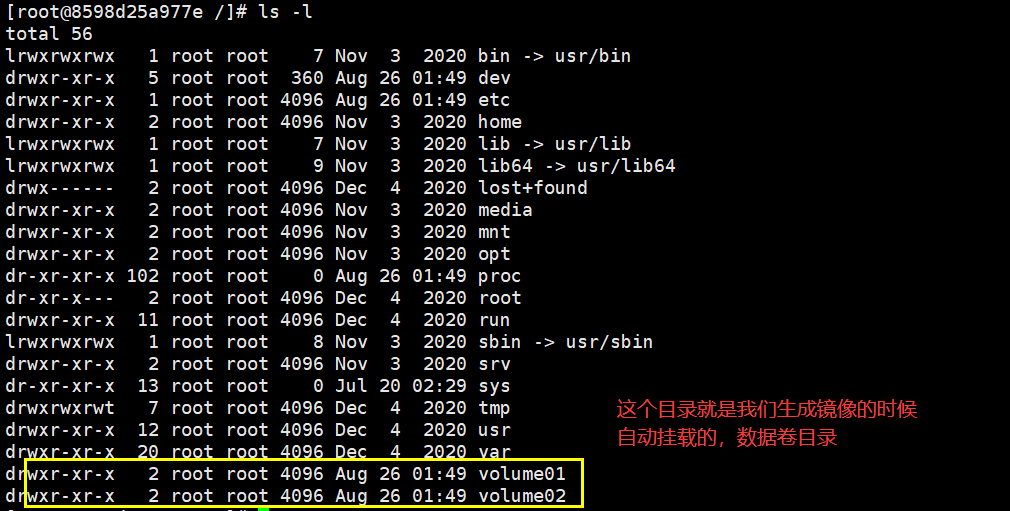 [root@8598d25a977e /]# ls -l
total 56
lrwxrwxrwx   1 root root    7 Nov  3  2020 bin -> usr/bin
drwxr-xr-x   5 root root  360 Aug 26 01:49 dev
drwxr-xr-x   1 root root 4096 Aug 26 01:49 etc
drwxr-xr-x   2 root root 4096 Nov  3  2020 home
lrwxrwxrwx   1 root root    7 Nov  3  2020 lib -> usr/lib
lrwxrwxrwx   1 root root    9 Nov  3  2020 lib64 -> usr/lib64
drwx------   2 root root 4096 Dec  4  2020 lost+found
drwxr-xr-x   2 root root 4096 Nov  3  2020 media
drwxr-xr-x   2 root root 4096 Nov  3  2020 mnt
drwxr-xr-x   2 root root 4096 Nov  3  2020 opt
dr-xr-xr-x 102 root root    0 Aug 26 01:49 proc
dr-xr-x---   2 root root 4096 Dec  4  2020 root
drwxr-xr-x  11 root root 4096 Dec  4  2020 run
lrwxrwxrwx   1 root root    8 Nov  3  2020 sbin -> usr/sbin
drwxr-xr-x   2 root root 4096 Nov  3  2020 srv
dr-xr-xr-x  13 root root    0 Jul 20 02:29 sys
drwxrwxrwt   7 root root 4096 Dec  4  2020 tmp
drwxr-xr-x  12 root root 4096 Dec  4  2020 usr
drwxr-xr-x  20 root root 4096 Dec  4  2020 var
drwxr-xr-x   2 root root 4096 Aug 26 01:49 volume01
drwxr-xr-x   2 root root 4096 Aug 26 01:49 volume02
这个目录就是我们生成镜像的时候
自动挂载的，数据卷目录